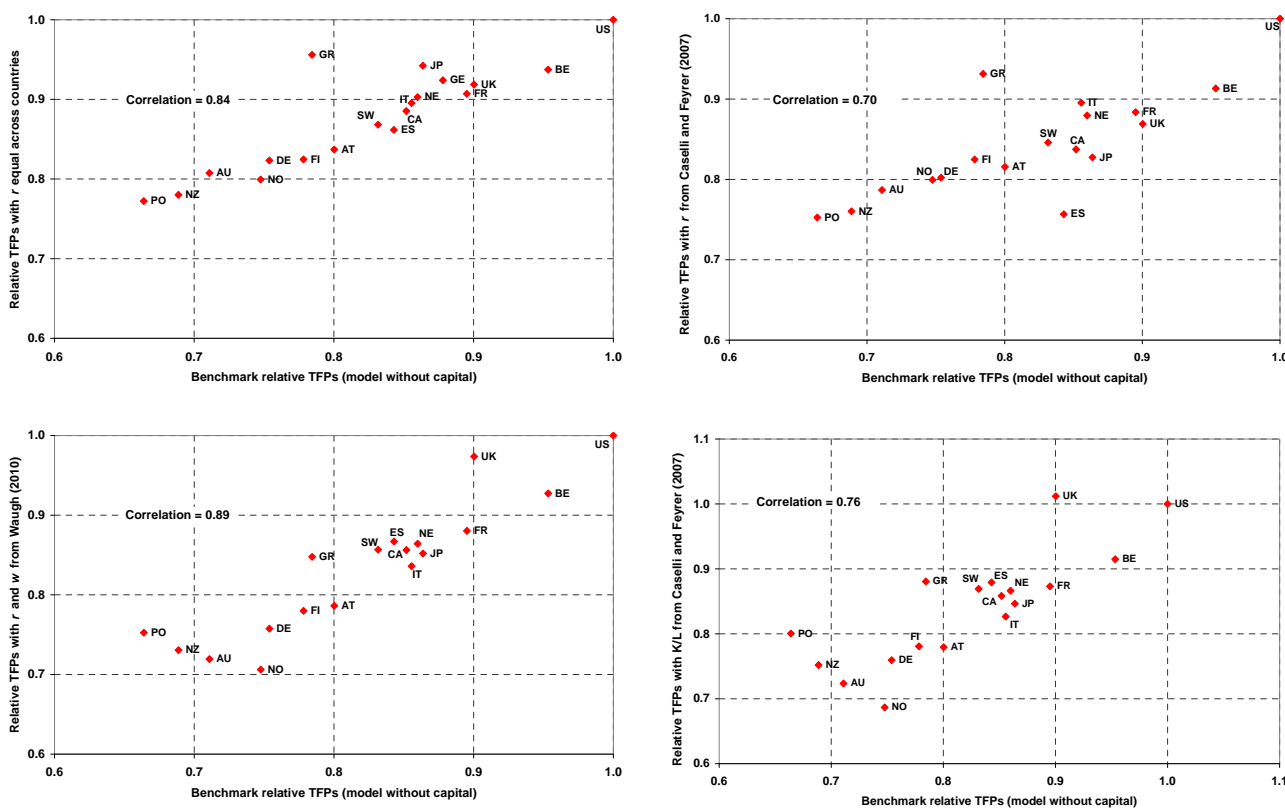 Relative TFPs with r equal across countries
1.0
0.9
0.8
0.7
0.6
Correlation = 0.84
US
GR
JP
BE
GE
UK
IT
NE
FR
CA
SW
ES
AT
DE
FI
AU
NO
NZ
PO
0.6 0.7 0.8 0.9 1.0
Benchmark relative TFPs (model without capital)
Relative TFPs with r from Caselli and Feyrer (2007)
1.0
0.9
0.8
0.7
0.6
Correlation = 0.70
US
GR
BE
IT
FR
NE
UK
SW
CA
JP
FI
AT
NO
DE
AU
NZ
PO
ES
0.6 0.7 0.8 0.9 1.0
Benchmark relative TFPs (model without capital)
Relative TFPs with r and w from Waugh (2010)
1.0
0.9
0.8
0.7
0.6
Correlation = 0.89
US
UK
BE
ES
NE
FR
SW
CA
JP
GR
IT
FI
AT
DE
PO
NZ
AU
NO
0.6 0.7 0.8 0.9 1.0
Benchmark relative TFPs (model without capital)
Relative TFPs with K/L from Caselli and Feyrer (2007)
1.1
1.0
0.9
0.8
0.7
0.6
Correlation = 0.76
UK
US
BE
GR
SW
ES
NE
FR
CA
JP
IT
PO
FI
AT
DE
NZ
AU
NO
0.6 0.7 0.8 0.9 1.0 1.1
Benchmark relative TFPs (model without capital)